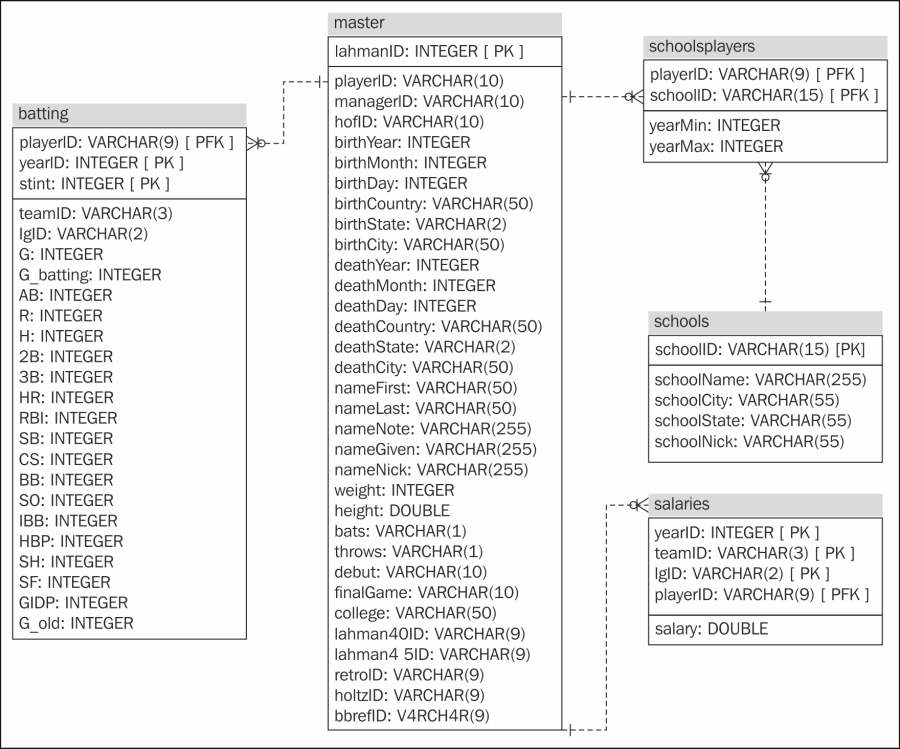 batting
playerID: VARCHAR(9) [ PFK ]
yearID: INTEGER [ PK ]
stint: INTEGER [ PK ]
teamID: VARCHAR(3)
lgID: VARCHAR(2)
G: INTEGER
G_batting: INTEGER
AB: INTEGER
R: INTEGER
H: INTEGER
2B: INTEGER
3B: INTEGER
HR: INTEGER
RBI: INTEGER
SB: INTEGER
CS: INTEGER
BB: INTEGER
SO: INTEGER
IBB: INTEGER
HBP: INTEGER
SH: INTEGER
SF: INTEGER
GIDP: INTEGER
G_old: INTEGER
master
lahmanID: INTEGER [ PK ]
playerID: VARCHAR(10)
managerID: VARCHAR(10)
hofID: VARCHAR(10)
birthYear: INTEGER
birthMonth: INTEGER
birthDay: INTEGER
birthCountry: VARCHAR(50)
birthState: VARCHAR(2)
birthCity: VARCHAR(50)
deathYear: INTEGER
deathMonth: INTEGER
deathDay: INTEGER
deathCountry: VARCHAR(50)
deathState: VARCHAR(2)
deathCity: VARCHAR(50)
nameFirst: VARCHAR(50)
nameLast: VARCHAR(50)
nameNote: VARCHAR(255)
nameGiven: VARCHAR(255)
nameNick: VARCHAR(255)
weight: INTEGER
height: DOUBLE
bats: VARCHAR(1)
throws: VARCHAR(1)
debut: VARCHAR(10)
finalGame: VARCHAR(10)
college: VARCHAR(50)
lahman40ID: VARCHAR(9)
lahman4 5ID: VARCHAR(9)
retroID: VARCHAR(9)
holtzID: VARCHAR(9)
bbrefID: V4RCH4R(9)
schoolsplayers
playerID: VARCHAR(9) [ PFK ]
schoolID: VARCHAR(15) [ PFK ]
yearMin: INTEGER
yearMax: INTEGER
schools
schoolID: VARCHAR(15) [PK]
schoolName: VARCHAR(255)
schoolCity: VARCHAR(55)
schoolState: VARCHAR(55)
schoolNick: VARCHAR(55)
salaries
yearID: INTEGER [ PK ]
teamID: VARCHAR(3) [ PK ]
lgID: VARCHAR(2) [ PK ]
playerID: VARCHAR(9) [ PFK ]
salary: DOUBLE